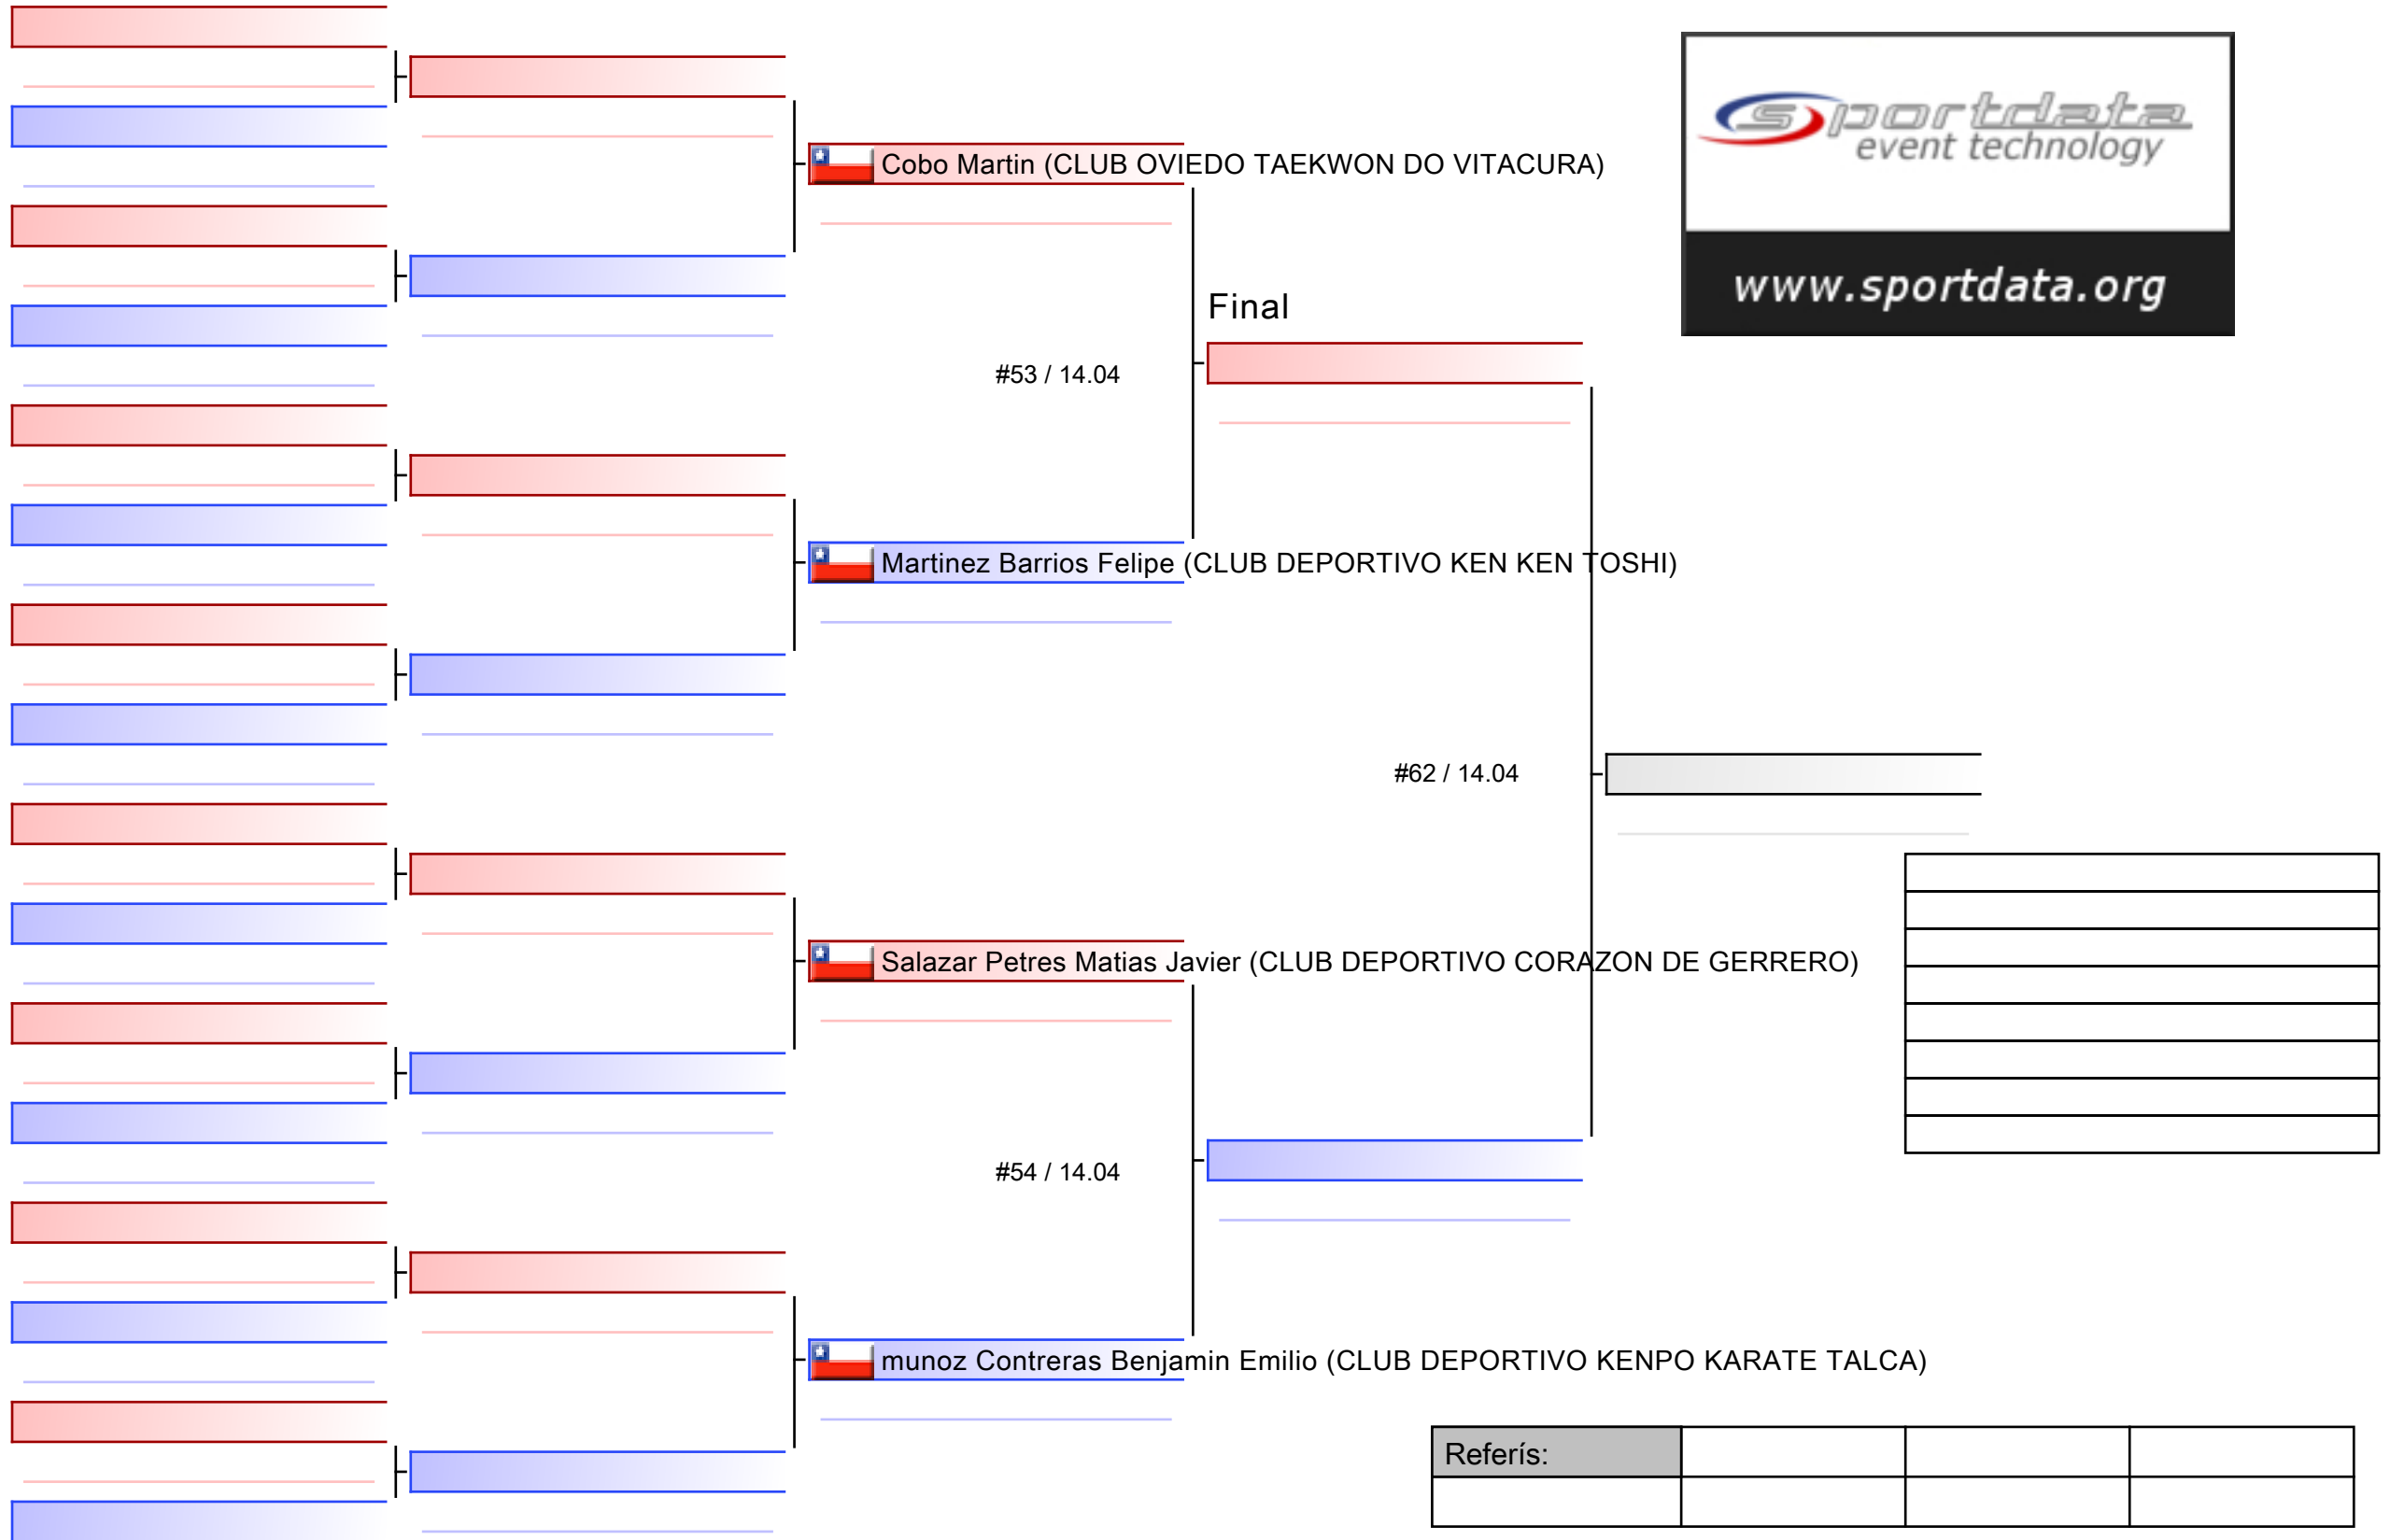 sportdata
event technology
www.sportdata.org
Cobo Martin (CLUB OVIEDO TAEKWON DO VITACURA)
Final
#53 / 14.04
Martinez Barrios Felipe (CLUB DEPORTIVO KEN KEN TOSHI)
#62 / 14.04
Salazar Petres Matias Javier (CLUB DEPORTIVO CORAZON DE GERRERO)
#54 / 14.04
munoz Contreras Benjamin Emilio (CLUB DEPORTIVO KENPO KARATE TALCA)
Referís: